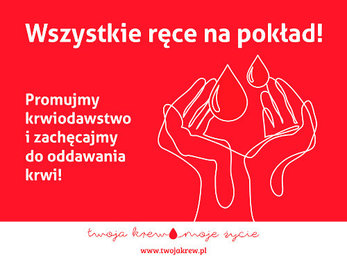 Wszystkie ręce na pokład!
Promujmy
krwiodawstwo
i zachęcajmy
do oddawania
krwi!
twoja krew moje życie
www.twojakrew.pl